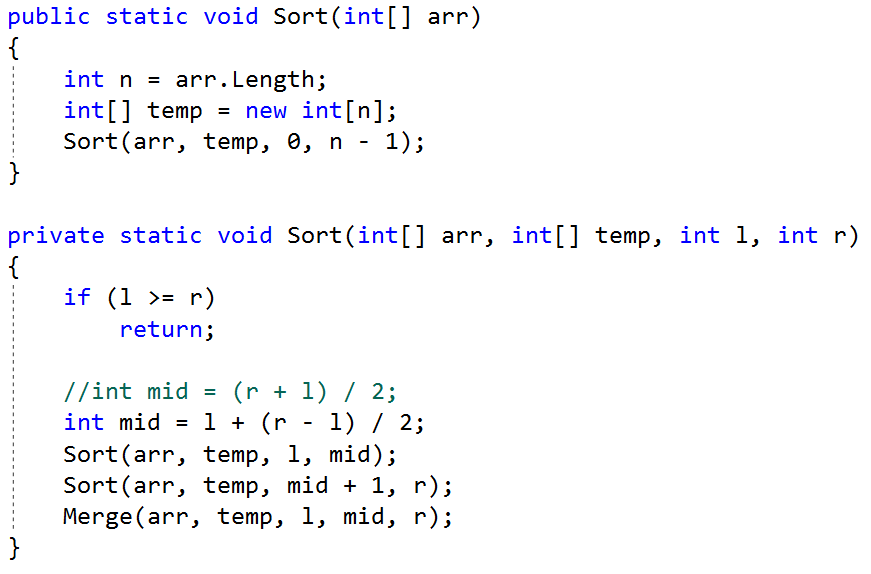 public static void Sort(int[] arr)
{
    int n = arr.Length;
    int[] temp = new int[n];
    Sort(arr, temp, 0, n - 1);
}

private static void Sort(int[] arr, int[] temp, int l, int r)
{
    if (l >= r)
        return;

    //int mid = (r + l) / 2;
    int mid = l + (r - l) / 2;
    Sort(arr, temp, l, mid);
    Sort(arr, temp, mid + 1, r);
    Merge(arr, temp, l, mid, r);
}